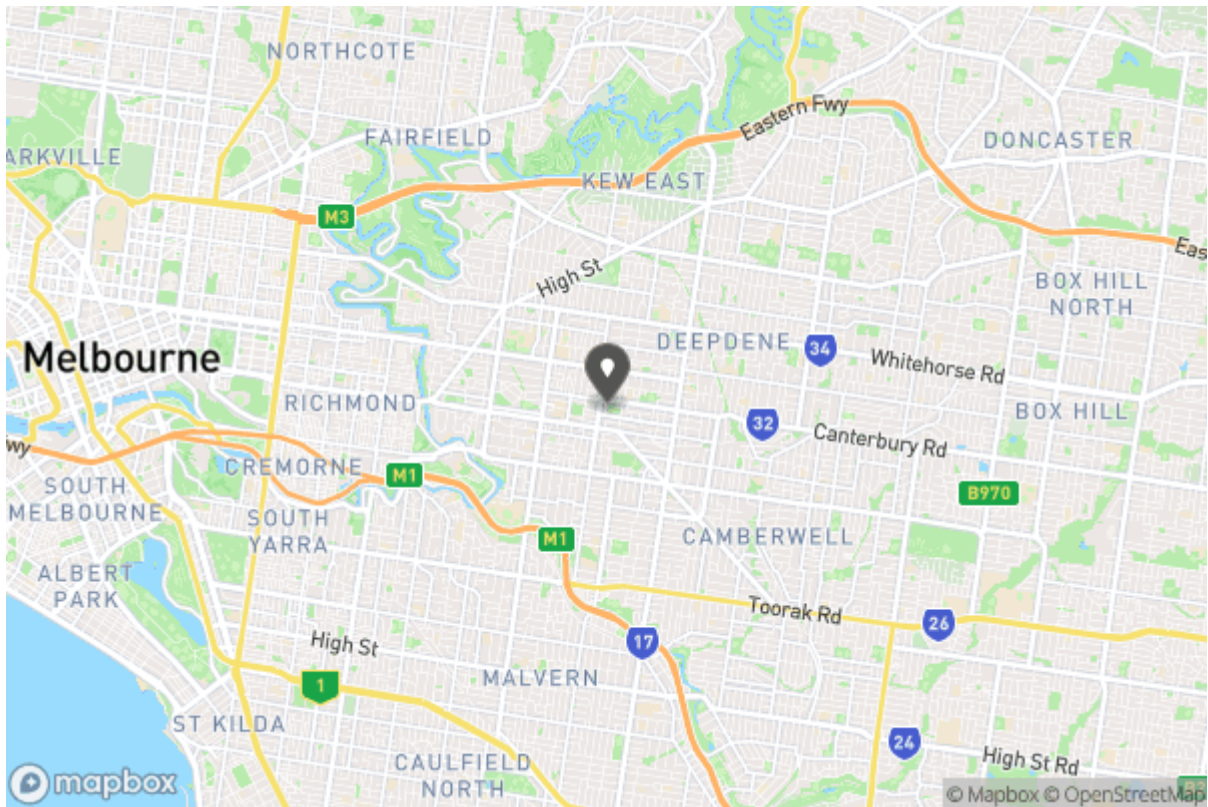 NORTHCOTE
Eastern Fwy
FAIRFIELD
DONCASTER
ARKVILLE
KEW EAST
M3
High St
BOX HILL
NORTH
DEEPDENE
34
Melbourne
Whitehorse Rd
RICHMOND
32
BOX HILL
Canterbury Rd
wy
CREMORNE
M1
SOUTH
MELBOURNE
B970
SOUTH
YARRA
M1
CAMBERWELL
ALBERT
PARK
Toorak Rd
26
High St
17
1
MALVERN
ST KILDA
24
High St Rd
CAULFIELD
NORTH
mapbox
© Mapbox © OpenStreetMap